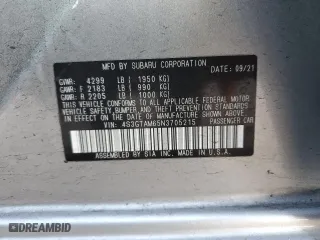 MFD BY SUBARU CORPORATION DATE: 09/21
GVWR: 4299 LB ( 1950 KG)
GAWR: F 2183 LB ( 990 KG)
GAWR: R 2205 LB ( 1000 KG)
THIS VEHICLE CONFORMS TO ALL APPLICABLE FEDERAL MOTOR VEHICLE
SAFETY, BUMPER, AND THEFT PREVENTION STANDARDS IN EFFECT ON
THE DATE OF MANUFACTURE SHOWN ABOVE.
VIN: 4S3GTAM65N3705215 PASSENGER CAR
ASSEMBLED BY SIA INC, IN U.S.A.